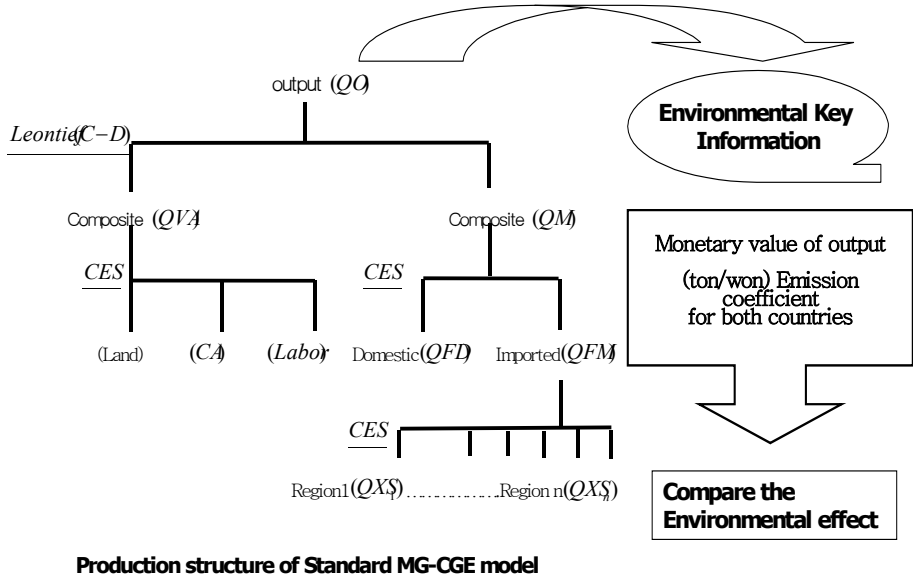 output (QO)
Environmental Key
Information
Leontief(C-D)
Composite (QVA)
Composite (QM)
Monetary value of output
(ton/won) Emission
coefficient
for both countries
CES
CES
(Land)
(CA)
(Labor)
Domestic (QFD)
Imported (QFM)
CES
Region1 (QXS1) .................. Region n (QXSn)
Compare the
Environmental effect
Production structure of Standard MG-CGE model